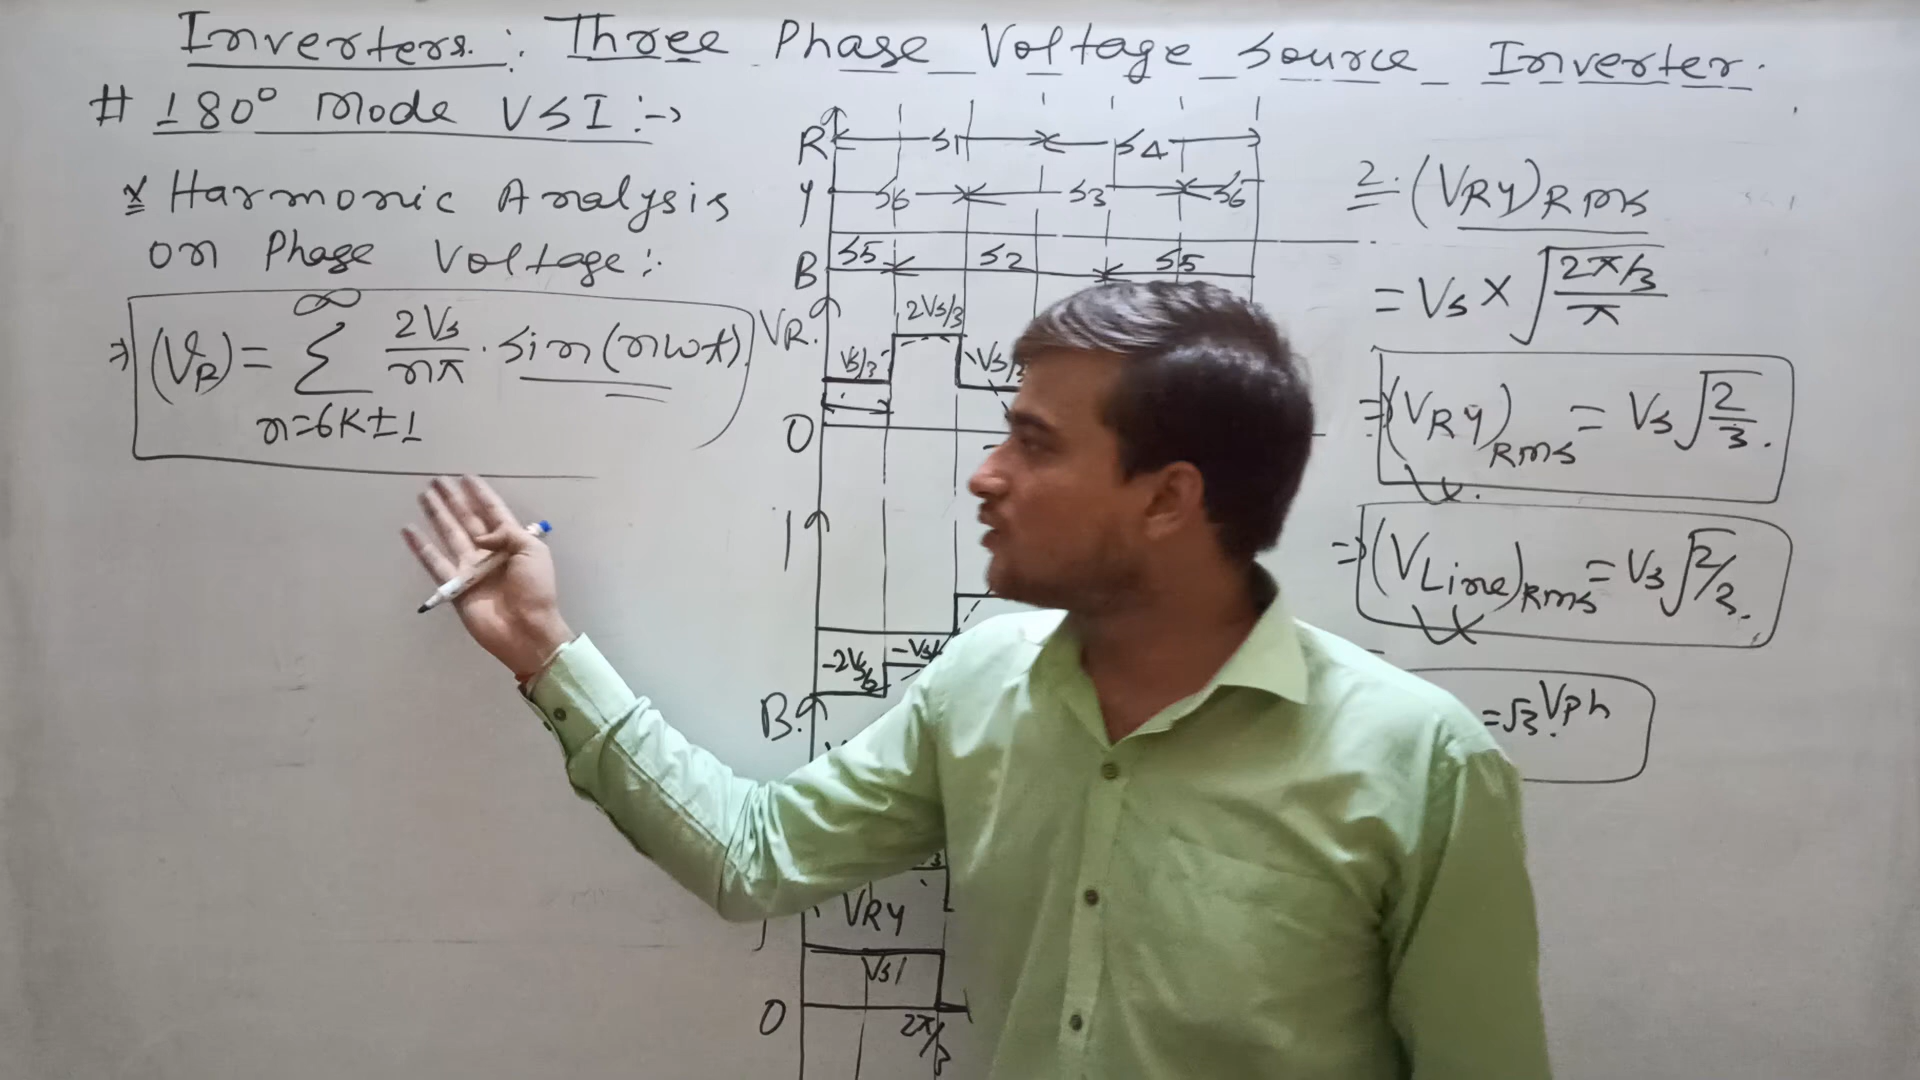 Inverters: Three Phase Voltage Source Inverter.
# 180° Mode VSI :->
* Harmonic Analysis
on Phase Voltage:
=> (VR) = ∞ Σ n=6K±1 2Vs/nπ · Sin(nωt)
R S1 S4
Y S6 S3 S6
B S5 S2 S5
VR. Vs/3 2Vs/3 Vs/3
0
-2Vs/3 -Vs/
B.
VRY
Vs
0 2π/3
2. (VRY)RMS
= Vs × √(2π/3 / π)
=> (VRY)RMS = Vs √(2/3).
=> (VLine)RMS = Vs √2/3.
= √3 Vph